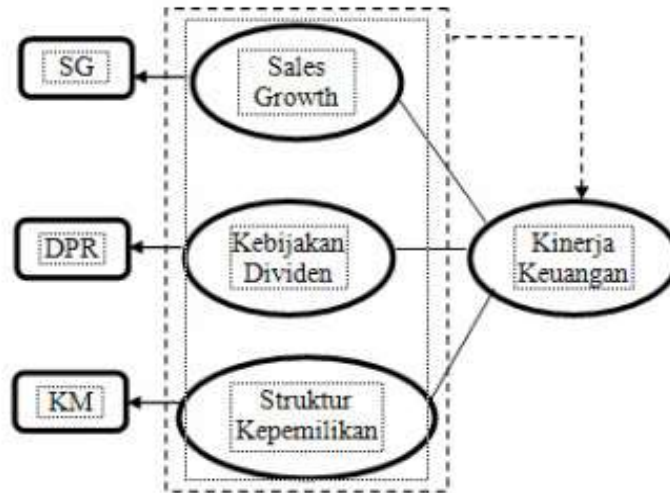 SG
Sales
Growth
DPR
Kebijakan
Dividen
Kinerja
Keuangan
KM
Struktur
Kepemilikan